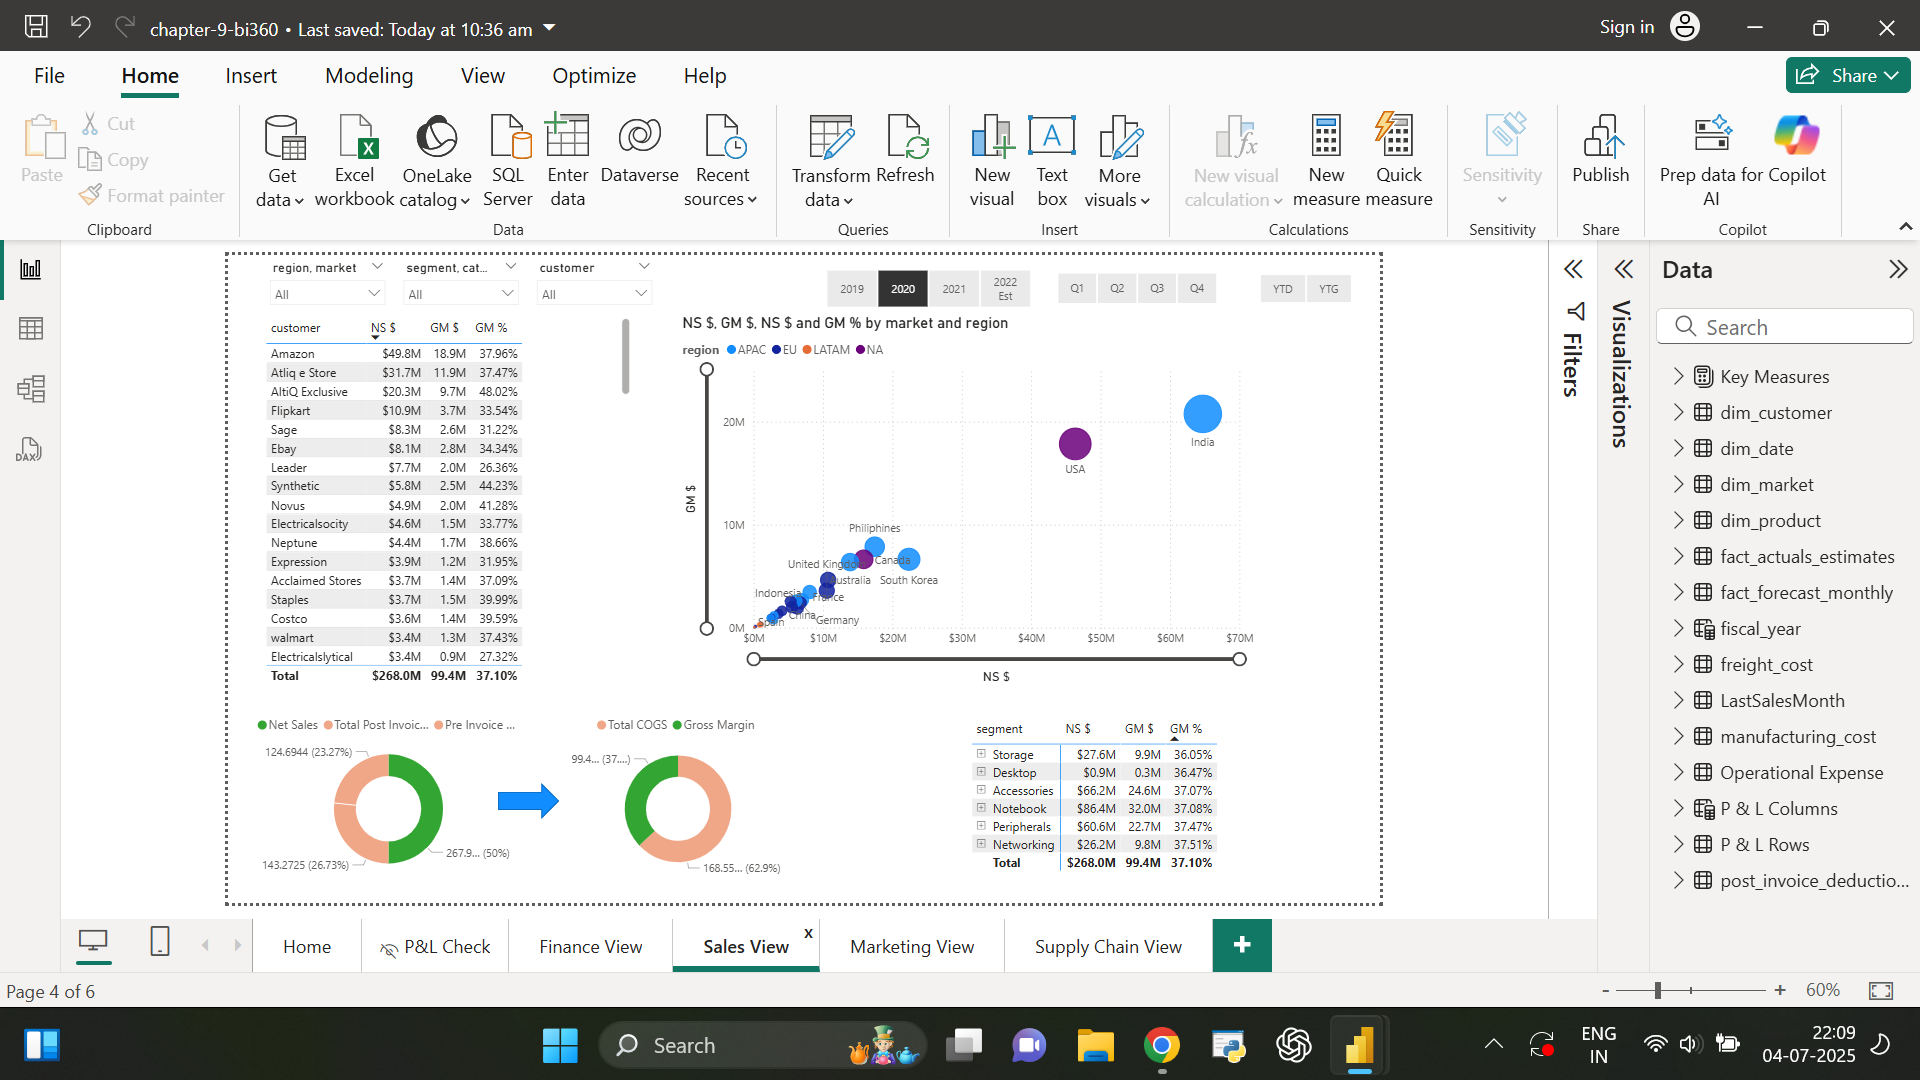 chapter-9-bi360 • Last saved: Today at 10:36 am
Sign in
File Home Insert Modeling View Optimize Help
Share
Paste
Cut
Copy
Format painter
Clipboard
Get data
Excel workbook
OneLake catalog
SQL Server
Enter data
Dataverse
Recent sources
Data
Transform data
Refresh
Queries
New visual
Text box
More visuals
Insert
New visual calculation
New measure
Quick measure
Calculations
Sensitivity
Sensitivity
Publish
Share
Prep data for AI
Copilot
Copilot
region, market
All
segment, cat...
All
customer
All
2019 2020 2021 2022 Est
Q1 Q2 Q3 Q4
YTD YTG
customer NS $ GM $ GM %
Amazon $49.8M 18.9M 37.96%
Atliq e Store $31.7M 11.9M 37.47%
AltiQ Exclusive $20.3M 9.7M 48.02%
Flipkart $10.9M 3.7M 33.54%
Sage $8.3M 2.6M 31.22%
Ebay $8.1M 2.8M 34.34%
Leader $7.7M 2.0M 26.36%
Synthetic $5.8M 2.5M 44.23%
Novus $4.9M 2.0M 41.28%
Electricalsocity $4.6M 1.5M 33.77%
Neptune $4.4M 1.7M 38.66%
Expression $3.9M 1.2M 31.95%
Acclaimed Stores $3.7M 1.4M 37.09%
Staples $3.7M 1.5M 39.99%
Costco $3.6M 1.4M 39.59%
walmart $3.4M 1.3M 37.43%
Electricalslytical $3.4M 0.9M 27.32%
Total $268.0M 99.4M 37.10%
NS $, GM $, NS $ and GM % by market and region
region APAC EU LATAM NA
GM $
20M
10M
0M
India
USA
Philiphines
Canada
United Kingdo
South Korea
Australia
Indonesia
France
China
Germany
Spain
$0M $10M $20M $30M $40M $50M $60M $70M
NS $
Net Sales Total Post Invoic... Pre Invoice ...
124.6944 (23.27%)
143.2725 (26.73%)
267.9... (50%)
Total COGS Gross Margin
99.4... (37....)
168.55... (62.9%)
segment NS $ GM $ GM %
Storage $27.6M 9.9M 36.05%
Desktop $0.9M 0.3M 36.47%
Accessories $66.2M 24.6M 37.07%
Notebook $86.4M 32.0M 37.08%
Peripherals $60.6M 22.7M 37.47%
Networking $26.2M 9.8M 37.51%
Total $268.0M 99.4M 37.10%
Filters
Visualizations
Data
Search
Key Measures
dim_customer
dim_date
dim_market
dim_product
fact_actuals_estimates
fact_forecast_monthly
fiscal_year
freight_cost
LastSalesMonth
manufacturing_cost
Operational Expense
P & L Columns
P & L Rows
post_invoice_deductio...
Home P&L Check Finance View Sales View x Marketing View Supply Chain View +
Page 4 of 6
- + 60%
Search
ENG
IN
22:09
04-07-2025